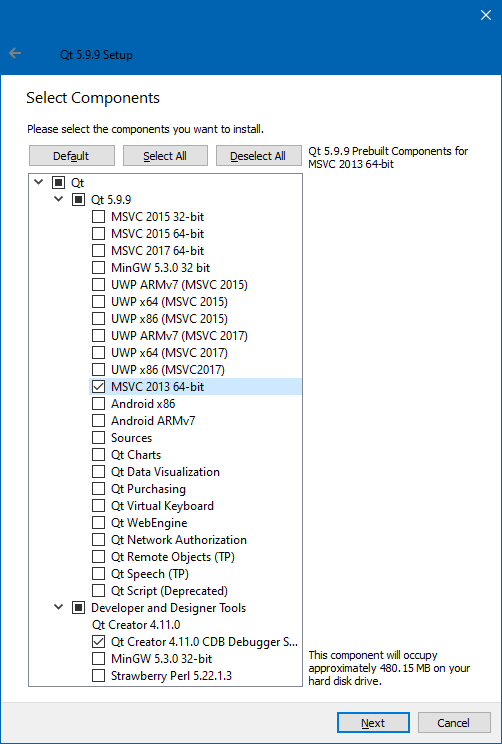 Qt 5.9.9 Setup
Select Components
Please select the components you want to install.
Default
Select All
Deselect All
Qt 5.9.9 Prebuilt Components for
MSVC 2013 64-bit
Qt
Qt 5.9.9
MSVC 2015 32-bit
MSVC 2015 64-bit
MSVC 2017 64-bit
MinGW 5.3.0 32 bit
UWP ARMv7 (MSVC 2015)
UWP x64 (MSVC 2015)
UWP x86 (MSVC 2015)
UWP ARMv7 (MSVC 2017)
UWP x64 (MSVC 2017)
UWP x86 (MSVC2017)
MSVC 2013 64-bit
Android x86
Android ARMv7
Sources
Qt Charts
Qt Data Visualization
Qt Purchasing
Qt Virtual Keyboard
Qt WebEngine
Qt Network Authorization
Qt Remote Objects (TP)
Qt Speech (TP)
Qt Script (Deprecated)
Developer and Designer Tools
Qt Creator 4.11.0
Qt Creator 4.11.0 CDB Debugger S...
MinGW 5.3.0 32-bit
Strawberry Perl 5.22.1.3
This component will occupy
approximately 480.15 MB on your
hard disk drive.
Next
Cancel